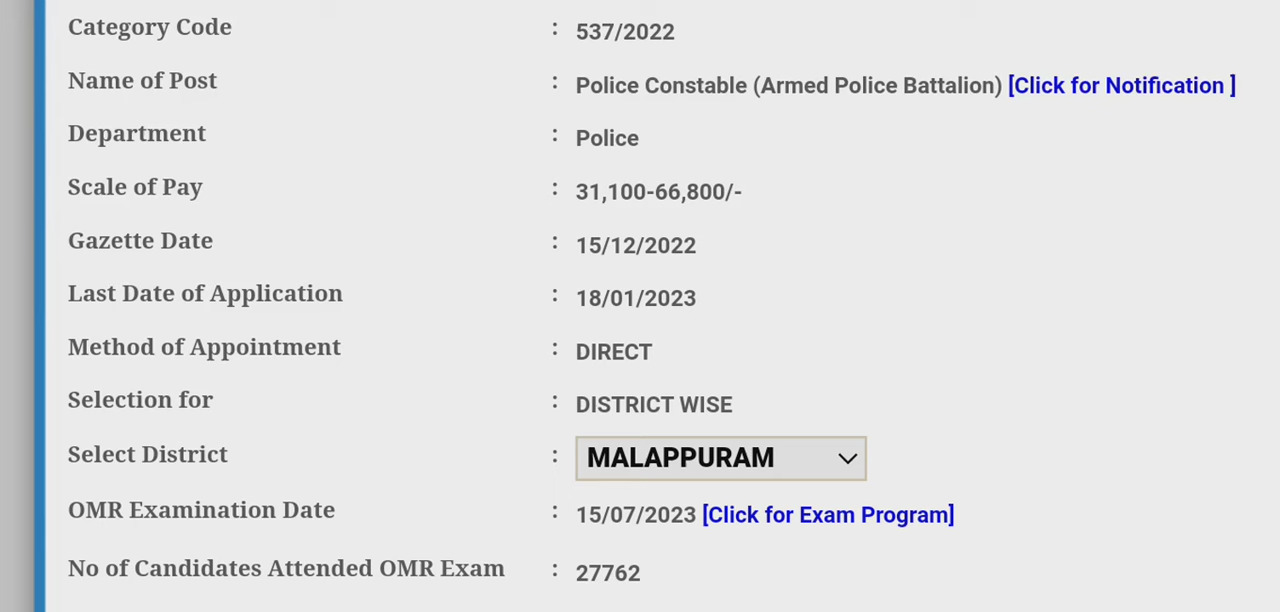 Category Code : 537/2022
Name of Post : Police Constable (Armed Police Battalion) [Click for Notification ]
Department : Police
Scale of Pay : 31,100-66,800/-
Gazette Date : 15/12/2022
Last Date of Application : 18/01/2023
Method of Appointment : DIRECT
Selection for : DISTRICT WISE
Select District : MALAPPURAM
OMR Examination Date : 15/07/2023 [Click for Exam Program]
No of Candidates Attended OMR Exam : 27762